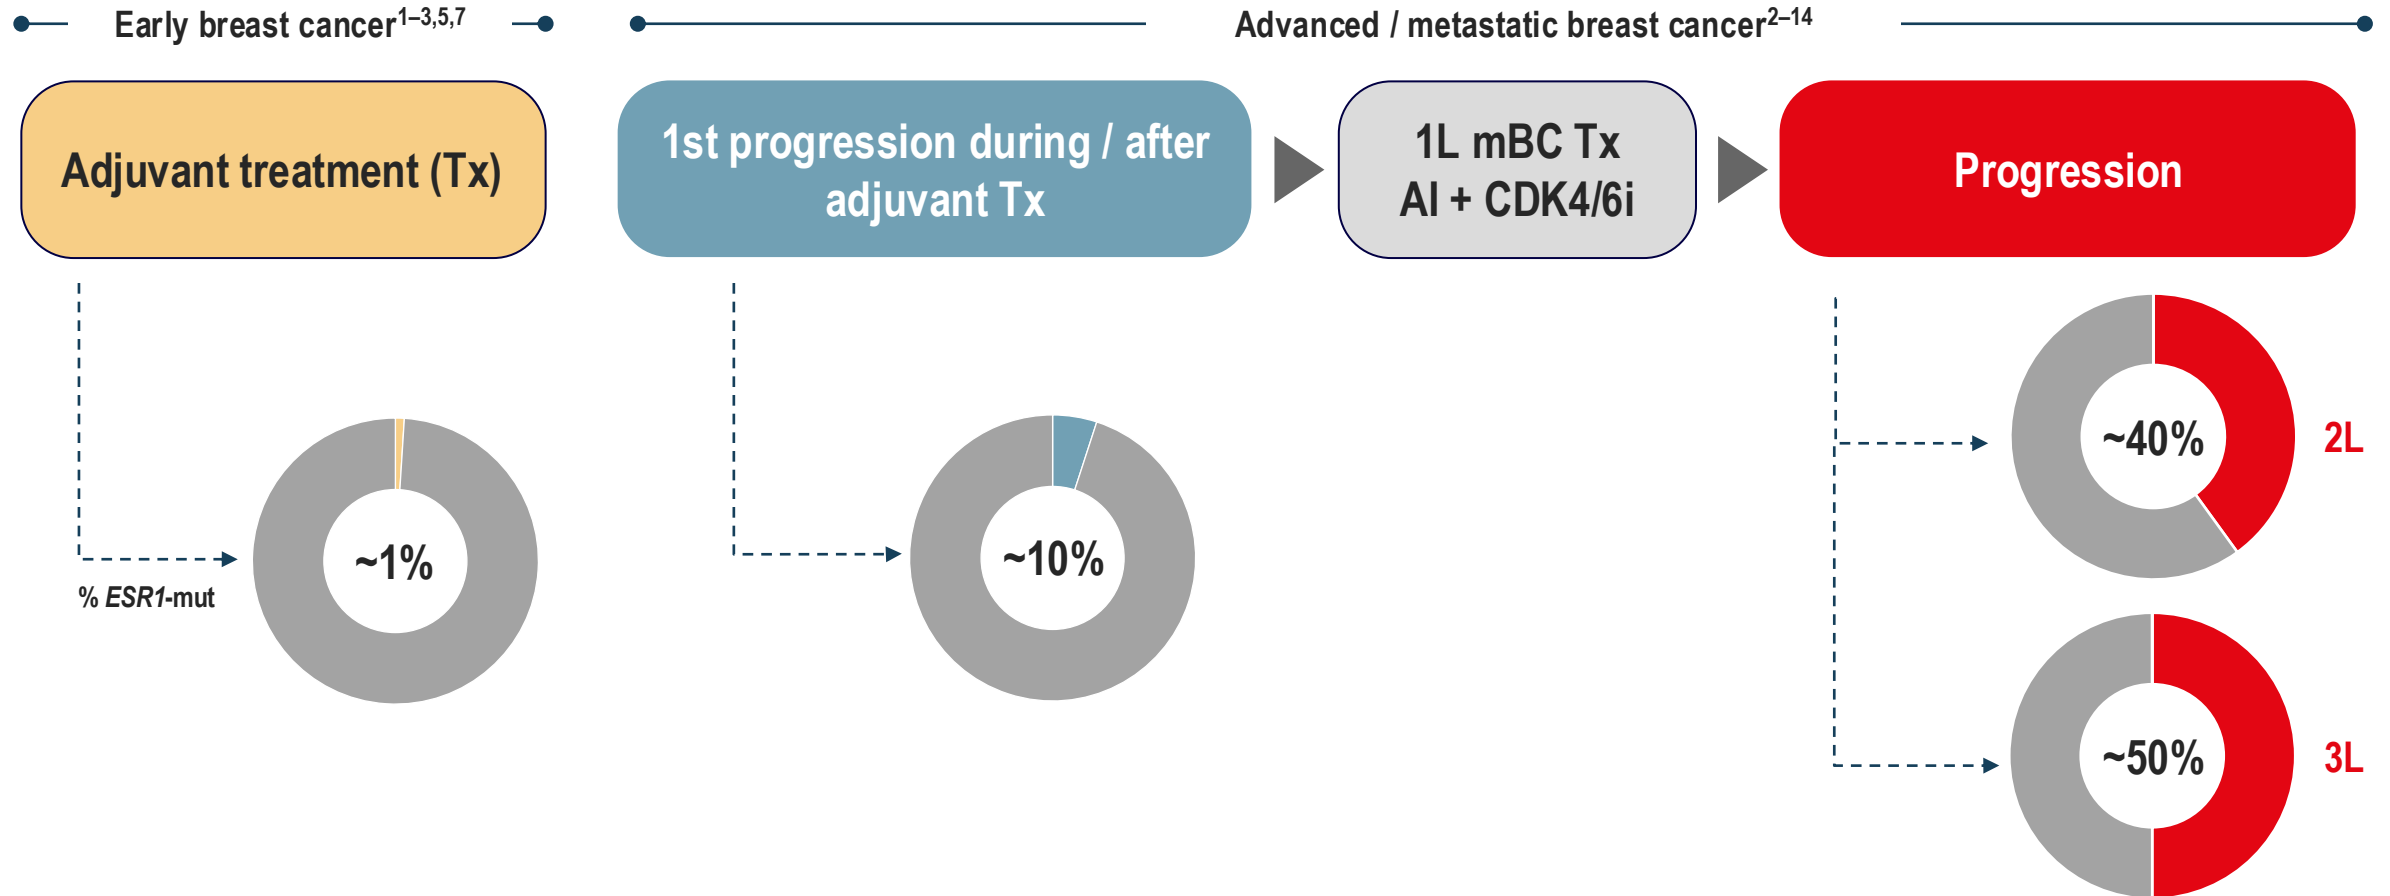 Early breast cancer1–3,5,7
Advanced / metastatic breast cancer2–14
Adjuvant treatment (Tx)
1st progression during / after
adjuvant Tx
1L mBC Tx
AI + CDK4/6i
Progression
~1%
% ESR1-mut
~10%
~40%
2L
~50%
3L